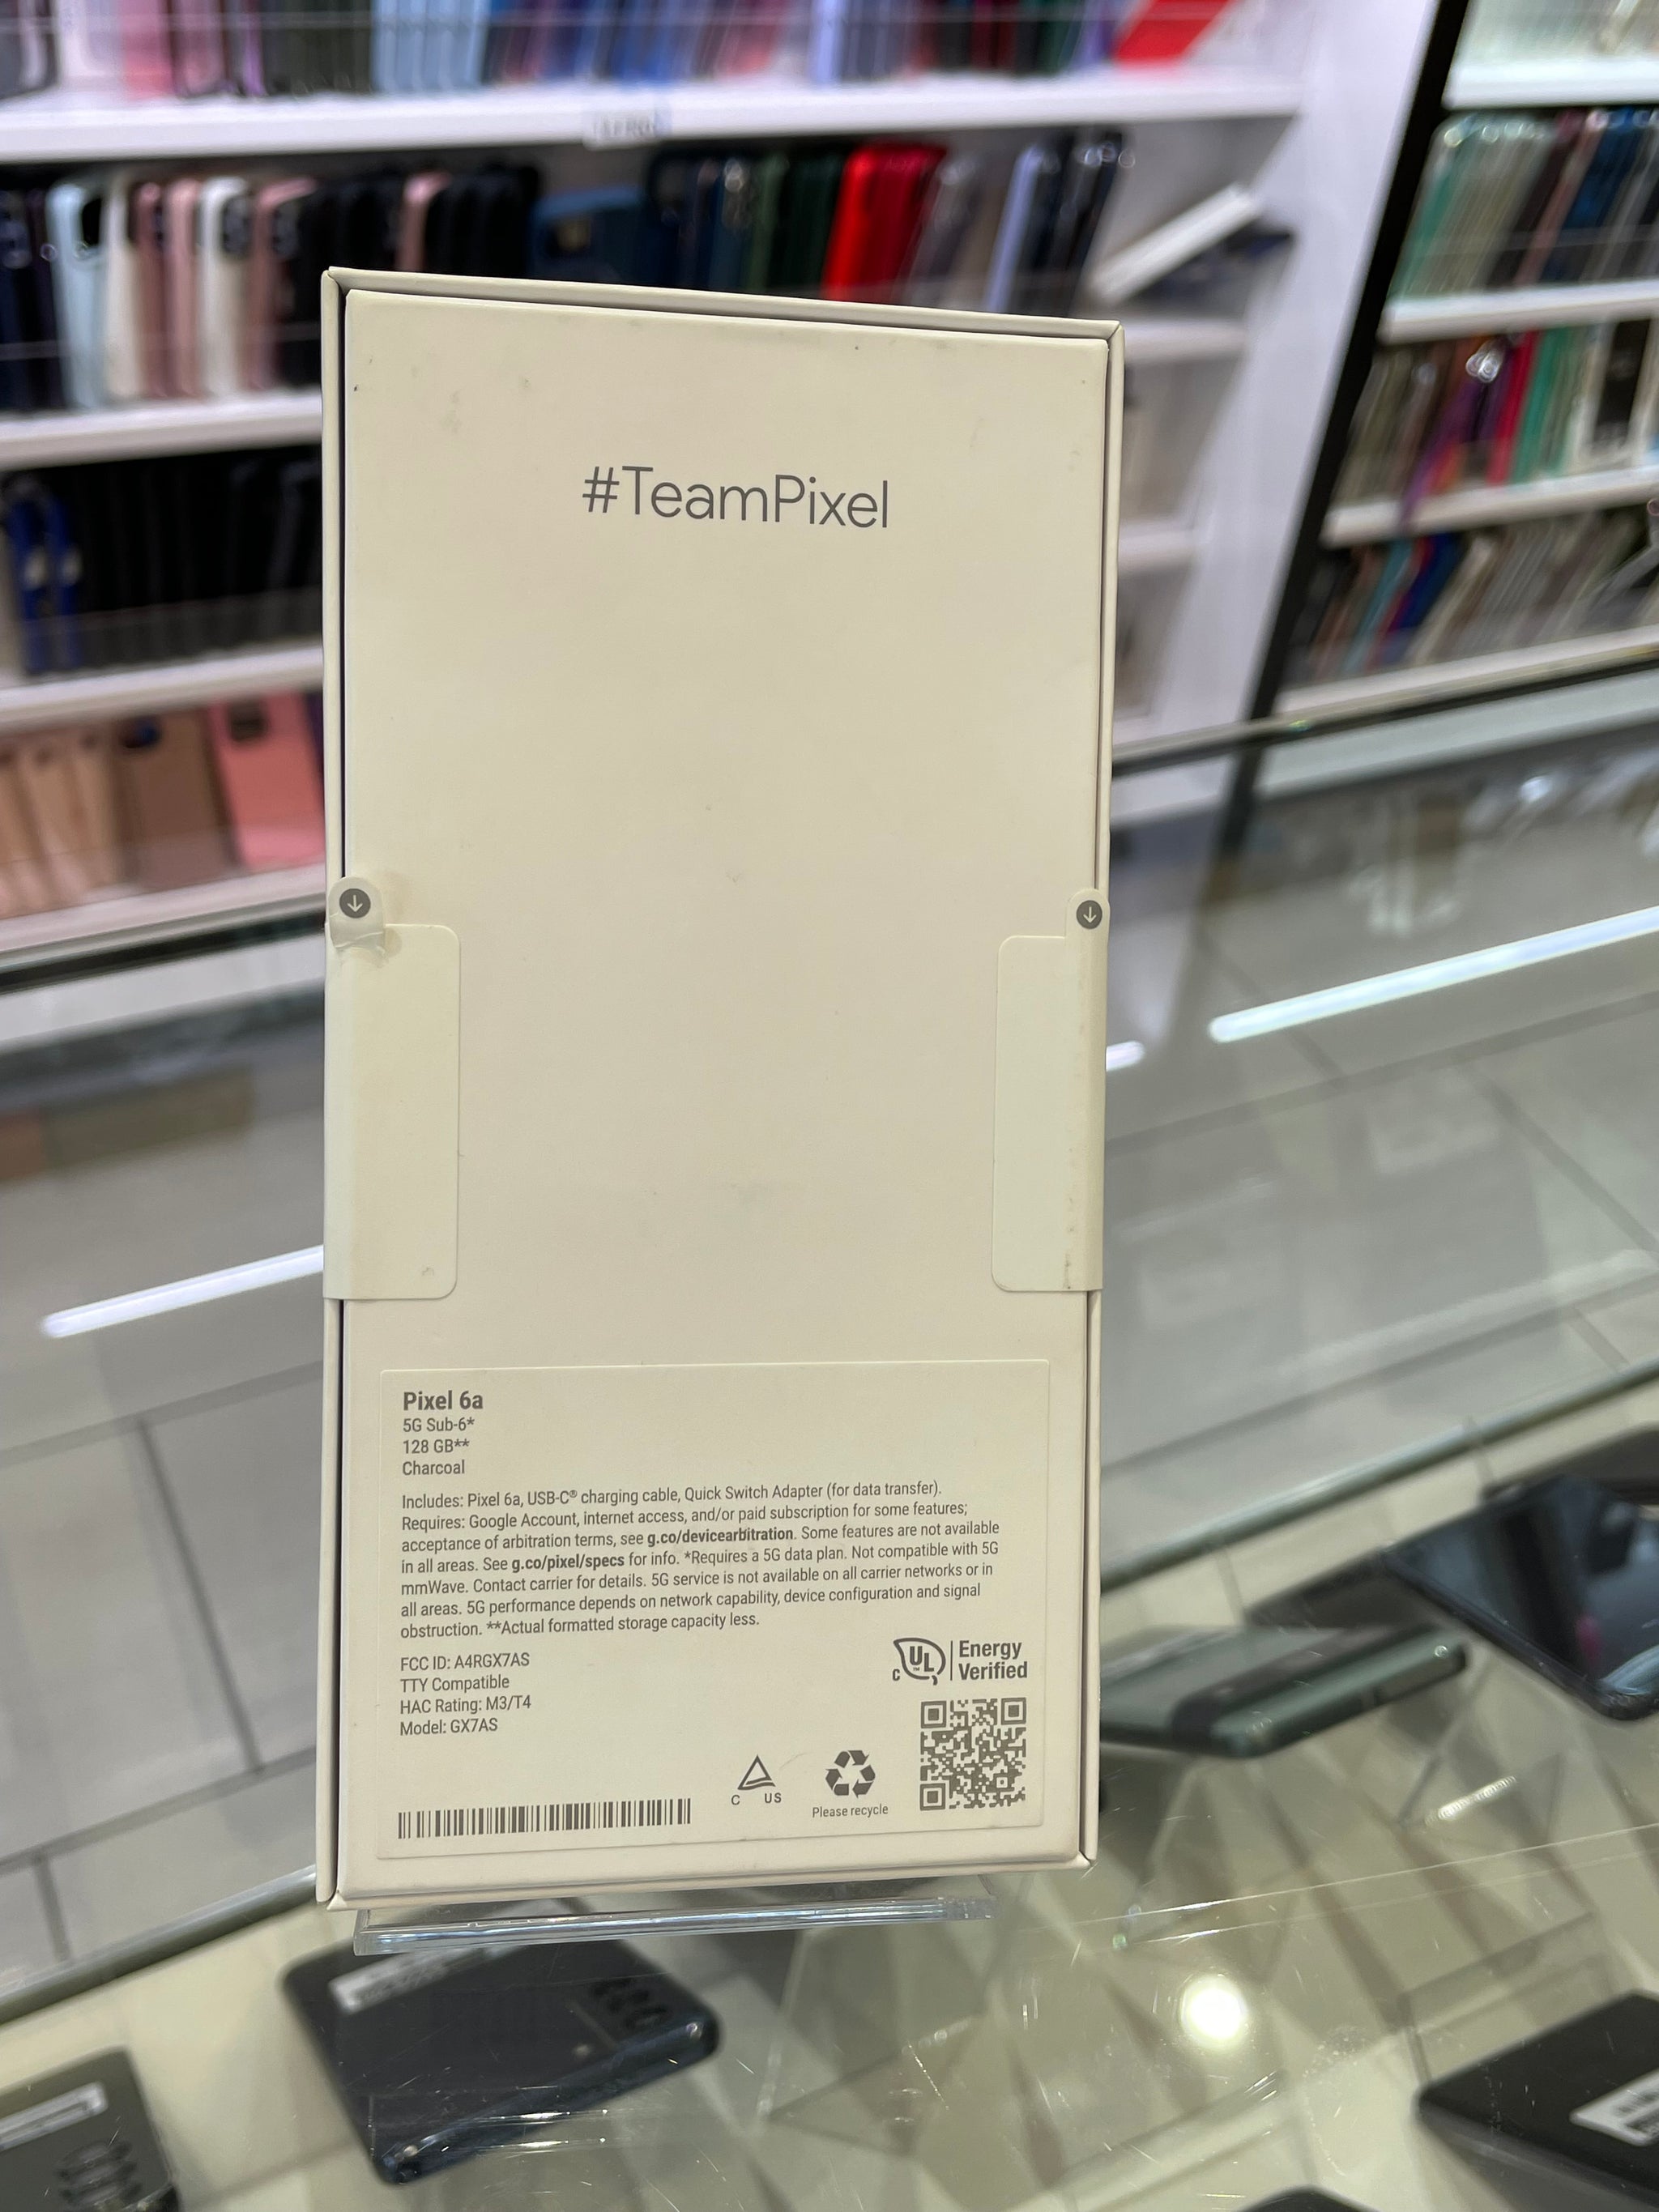 #TeamPixel
Pixel 6a
5G Sub-6*
128 GB**
Charcoal
Includes: Pixel 6a, USB-C® charging cable, Quick Switch Adapter (for data transfer).
Requires: Google Account, internet access, and/or paid subscription for some features;
acceptance of arbitration terms, see g.co/devicearbitration. Some features are not available
in all areas. See g.co/pixel/specs for info. *Requires a 5G data plan. Not compatible with 5G
mmWave. Contact carrier for details. 5G service is not available on all carrier networks or in
all areas. 5G performance depends on network capability, device configuration and signal
obstruction. **Actual formatted storage capacity less.
FCC ID: A4RGX7AS
TTY Compatible
HAC Rating: M3/T4
Model: GX7AS
C UL Energy
Verified
C US
Please recycle